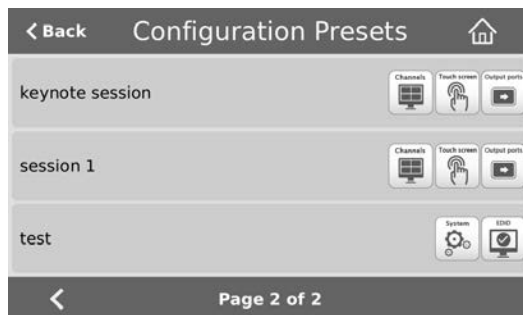 Back
Configuration Presets
Channels
Touch screen
Output ports
keynote session
Channels
Touch screen
Output ports
session 1
System
EDID
test
Page 2 of 2